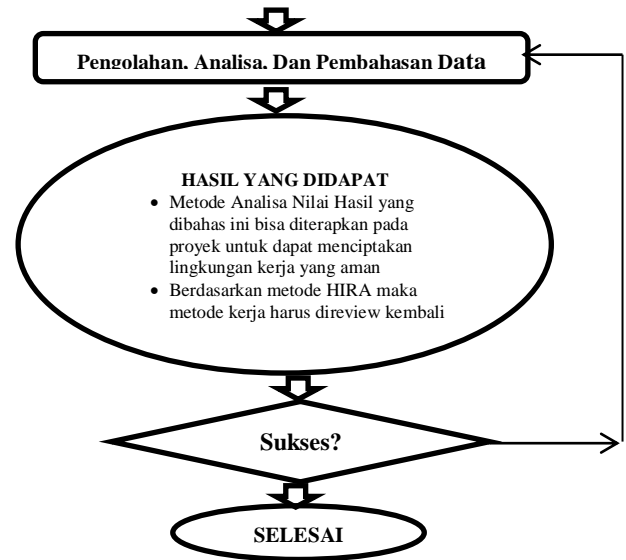 Pengolahan, Analisa, Dan Pembahasan Data
HASIL YANG DIDAPAT
• Metode Analisa Nilai Hasil yang
dibahas ini bisa diterapkan pada
proyek untuk dapat menciptakan
lingkungan kerja yang aman
• Berdasarkan metode HIRA maka
metode kerja harus direview kembali
Sukses?
SELESAI